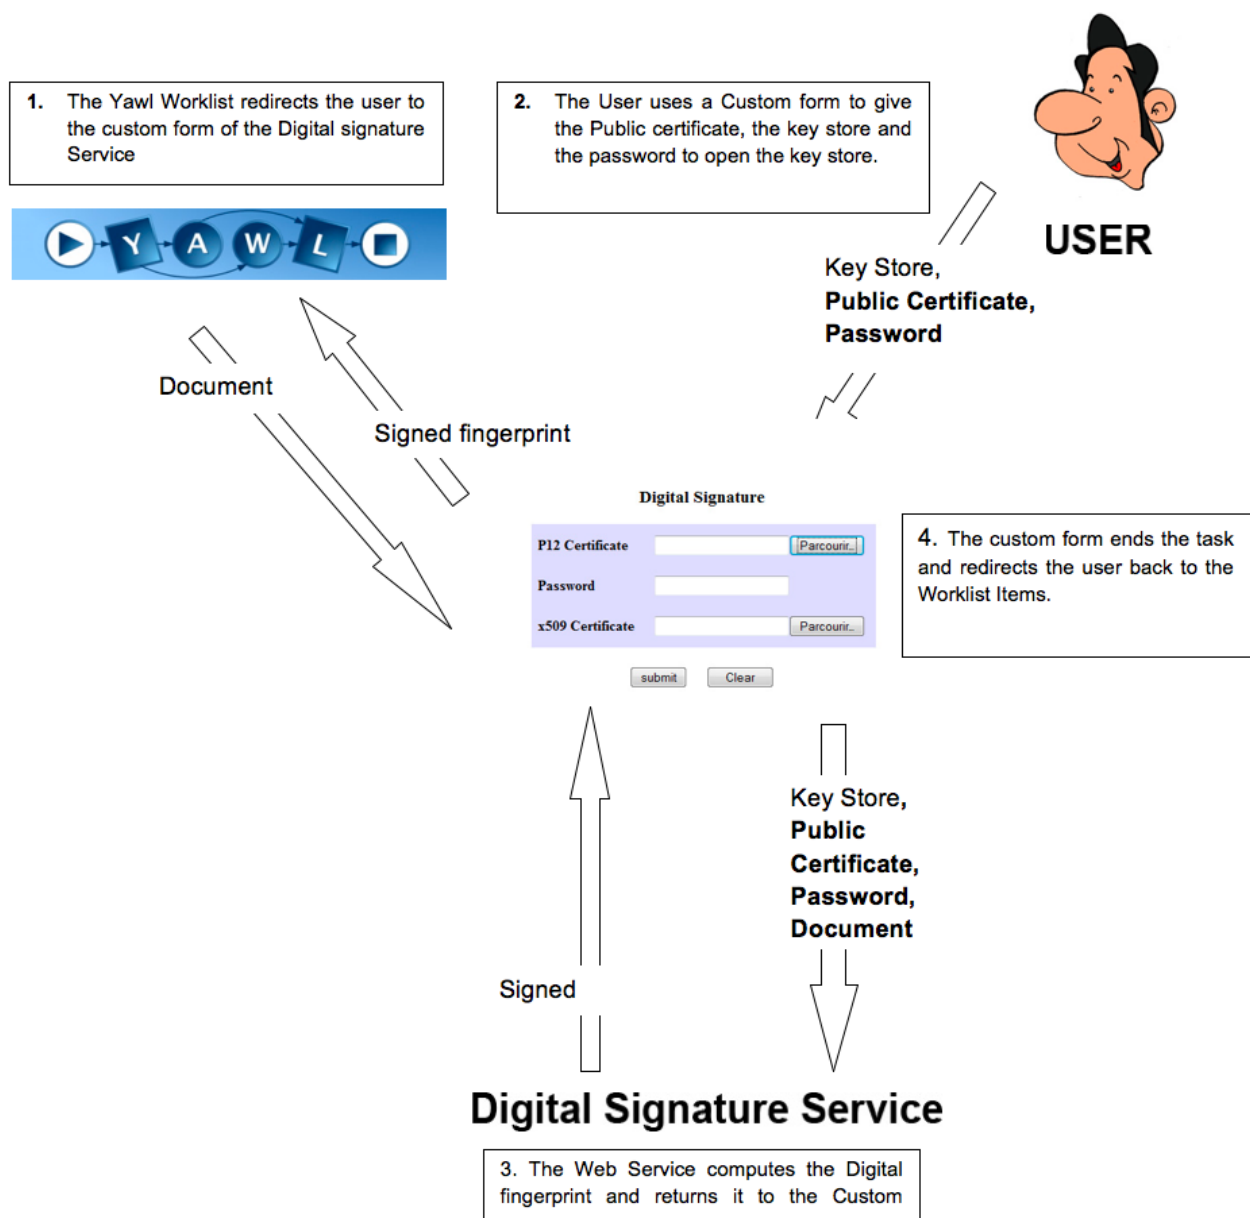 1. The Yawl Worklist redirects the user to
the custom form of the Digital signature
Service
2. The User uses a Custom form to give
the Public certificate, the key store and
the password to open the key store.
Y A W L
USER
Key Store,
Public Certificate,
Password
Document
Signed fingerprint
Digital Signature
P12 Certificate Parcourir..
Password
x509 Certificate Parcourir..
submit Clear
4. The custom form ends the task
and redirects the user back to the
Worklist Items.
Key Store,
Public
Certificate,
Password,
Document
Signed
Digital Signature Service
3. The Web Service computes the Digital
fingerprint and returns it to the Custom